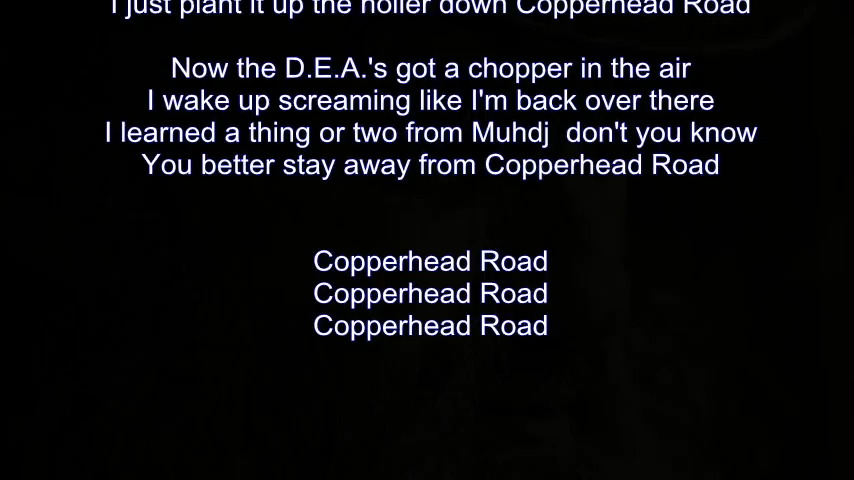 I just plant it up the holler down Copperhead Road
Now the D.E.A.'s got a chopper in the air
I wake up screaming like I'm back over there
I learned a thing or two from Muhdj  don't you know
You better stay away from Copperhead Road
Copperhead Road
Copperhead Road
Copperhead Road